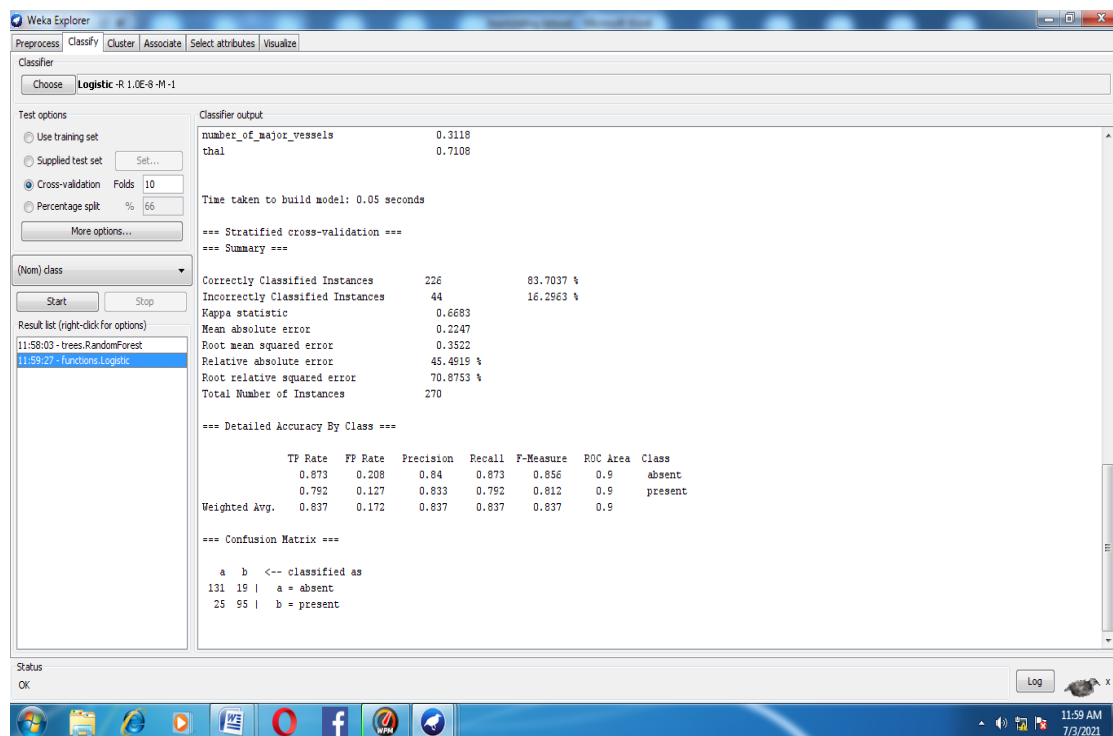 Weka Explorer
Preprocess Classify Cluster Associate Select attributes Visualize
Classifier
Choose Logistic -R 1.0E-8 -M -1
Test options
Use training set
Supplied test set Set...
Cross-validation Folds 10
Percentage split % 66
More options...
(Nom) class
Start Stop
Result list (right-click for options)
11:58:03 - trees.RandomForest
11:59:27 - functions.Logistic
Classifier output
number_of_major_vessels 0.3118
thal 0.7108
Time taken to build model: 0.05 seconds
=== Stratified cross-validation ===
=== Summary ===
Correctly Classified Instances 226 83.7037 %
Incorrectly Classified Instances 44 16.2963 %
Kappa statistic 0.6683
Mean absolute error 0.2247
Root mean squared error 0.3522
Relative absolute error 45.4919 %
Root relative squared error 70.8753 %
Total Number of Instances 270
=== Detailed Accuracy By Class ===
TP Rate FP Rate Precision Recall F-Measure ROC Area Class
0.873 0.208 0.84 0.873 0.856 0.9 absent
0.792 0.127 0.833 0.792 0.812 0.9 present
Weighted Avg. 0.837 0.172 0.837 0.837 0.837 0.9
=== Confusion Matrix ===
a b <-- classified as
131 19 | a = absent
25 95 | b = present
Status
OK
Log
x 0
WPM
11:59 AM
7/3/2021